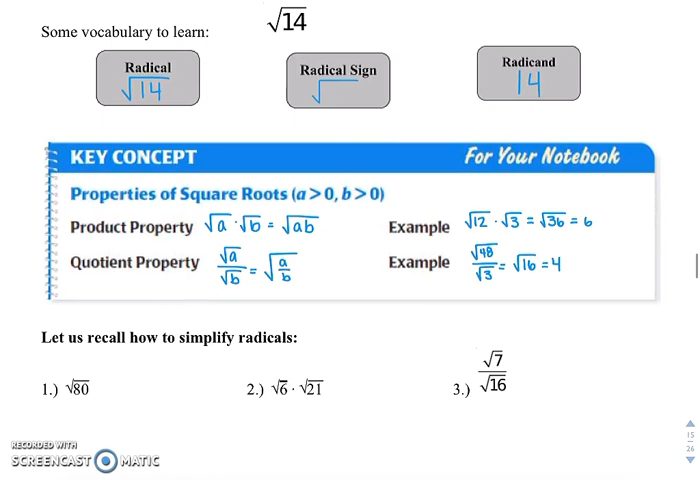 Some vocabulary to learn: √14
Radical
√14
Radical Sign
√
Radicand
14
KEY CONCEPT For Your Notebook
Properties of Square Roots (a > 0, b > 0)
Product Property √a · √b = √ab Example √12 · √3 = √36 = 6
Quotient Property √a/√b = √(a/b) Example √48/√3 = √16 = 4
Let us recall how to simplify radicals:
1.) √80 2.) √6 · √21 3.) √7/√16
RECORDED WITH
SCREENCAST MATIC
15
26